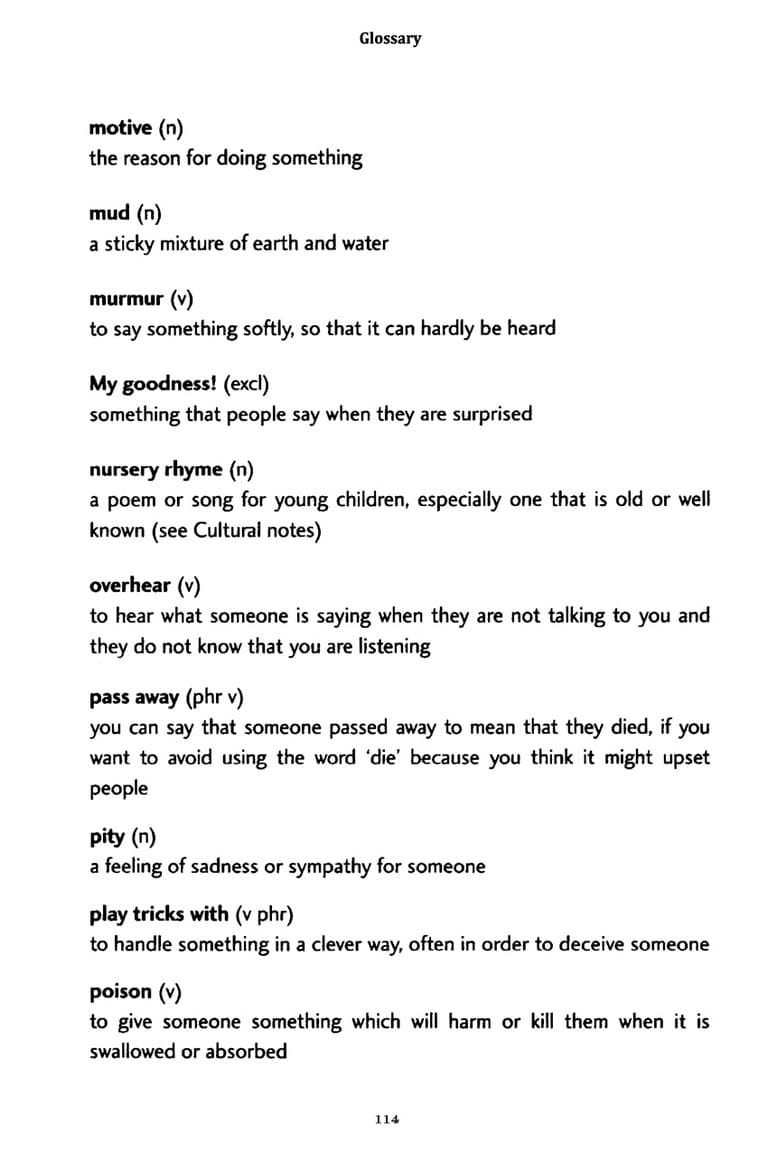 Glossary
motive (n)
the reason for doing something
mud (n)
a sticky mixture of earth and water
murmur (v)
to say something softly, so that it can hardly be heard
My goodness! (excl)
something that people say when they are surprised
nursery rhyme (n)
a poem or song for young children, especially one that is old or well
known (see Cultural notes)
overhear (v)
to hear what someone is saying when they are not talking to you and
they do not know that you are listening
pass away (phr v)
you can say that someone passed away to mean that they died, if you
want to avoid using the word ‘die’ because you think it might upset
people
pity (n)
a feeling of sadness or sympathy for someone
play tricks with (v phr)
to handle something in a clever way, often in order to deceive someone
poison (v)
to give someone something which will harm or kill them when it is
swallowed or absorbed
114